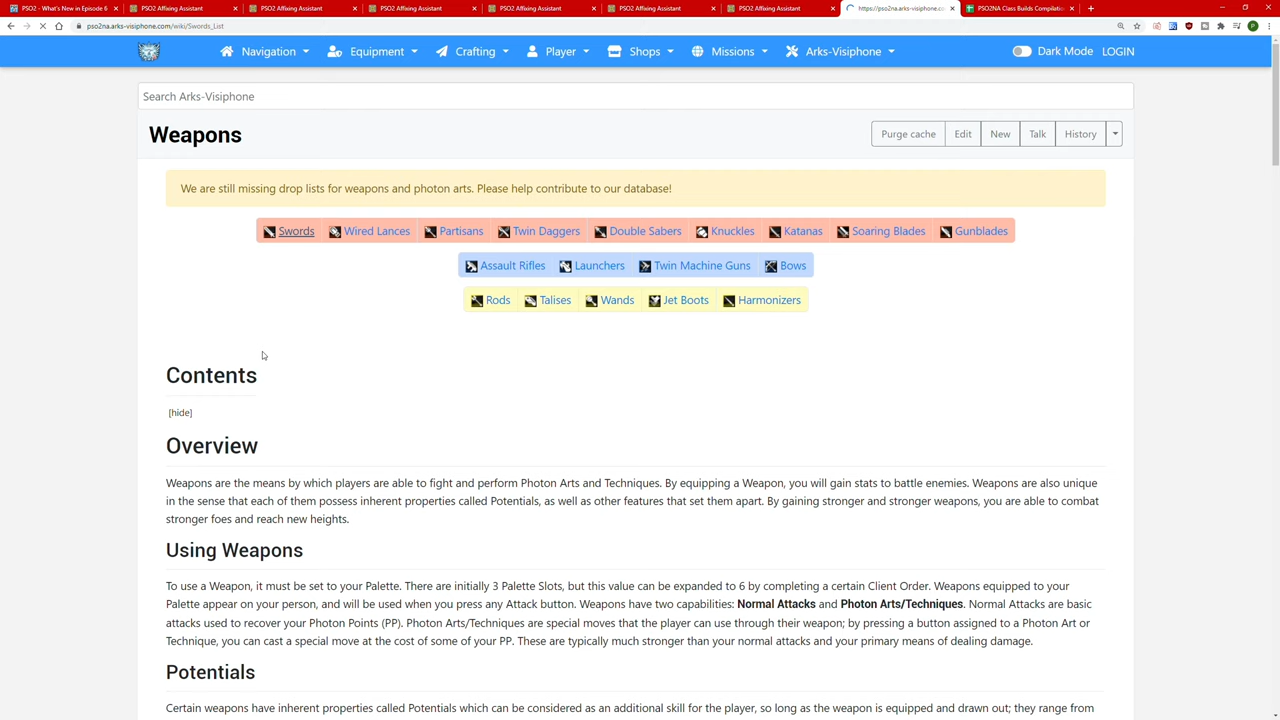 PSO2 - What's New in Episode 6
PSO2 Affixing Assistant
PSO2 Affixing Assistant
PSO2 Affixing Assistant
PSO2 Affixing Assistant
PSO2 Affixing Assistant
PSO2 Affixing Assistant
https://pso2na.arks-visiphone.co
PSO2NA Class Builds Compilatio
pso2na.arks-visiphone.com/wiki/Swords_List
Navigation Equipment Crafting Player Shops Missions Arks-Visiphone Dark Mode LOGIN
Search Arks-Visiphone
Weapons
Purge cache Edit New Talk History
We are still missing drop lists for weapons and photon arts. Please help contribute to our database!
Swords Wired Lances Partisans Twin Daggers Double Sabers Knuckles Katanas Soaring Blades Gunblades
Assault Rifles Launchers Twin Machine Guns Bows
Rods Talises Wands Jet Boots Harmonizers
Contents
[hide]
Overview
Weapons are the means by which players are able to fight and perform Photon Arts and Techniques. By equipping a Weapon, you will gain stats to battle enemies. Weapons are also unique
in the sense that each of them possess inherent properties called Potentials, as well as other features that set them apart. By gaining stronger and stronger weapons, you are able to combat
stronger foes and reach new heights.
Using Weapons
To use a Weapon, it must be set to your Palette. There are initially 3 Palette Slots, but this value can be expanded to 6 by completing a certain Client Order. Weapons equipped to your
Palette appear on your person, and will be used when you press any Attack button. Weapons have two capabilities: Normal Attacks and Photon Arts/Techniques. Normal Attacks are basic
attacks used to recover your Photon Points (PP). Photon Arts/Techniques are special moves that the player can use through their weapon; by pressing a button assigned to a Photon Art or
Technique, you can cast a special move at the cost of some of your PP. These are typically much stronger than your normal attacks and your primary means of dealing damage.
Potentials
Certain weapons have inherent properties called Potentials which can be considered as an additional skill for the player, so long as the weapon is equipped and drawn out; they range from